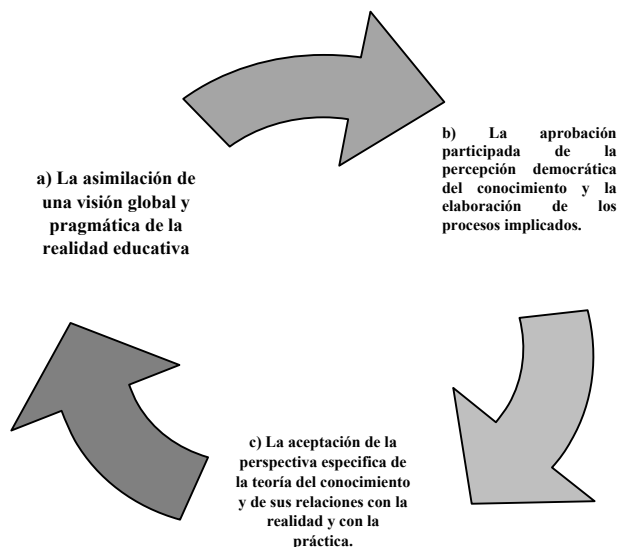 a) La asimilación de
una visión global y
pragmática de la
realidad educativa
b) La aprobación
participada de la
percepción democrática
del conocimiento y la
elaboración de los
procesos implicados.
c) La aceptación de la
perspectiva especifica de
la teoría del conocimiento
y de sus relaciones con la
realidad y con la
práctica.